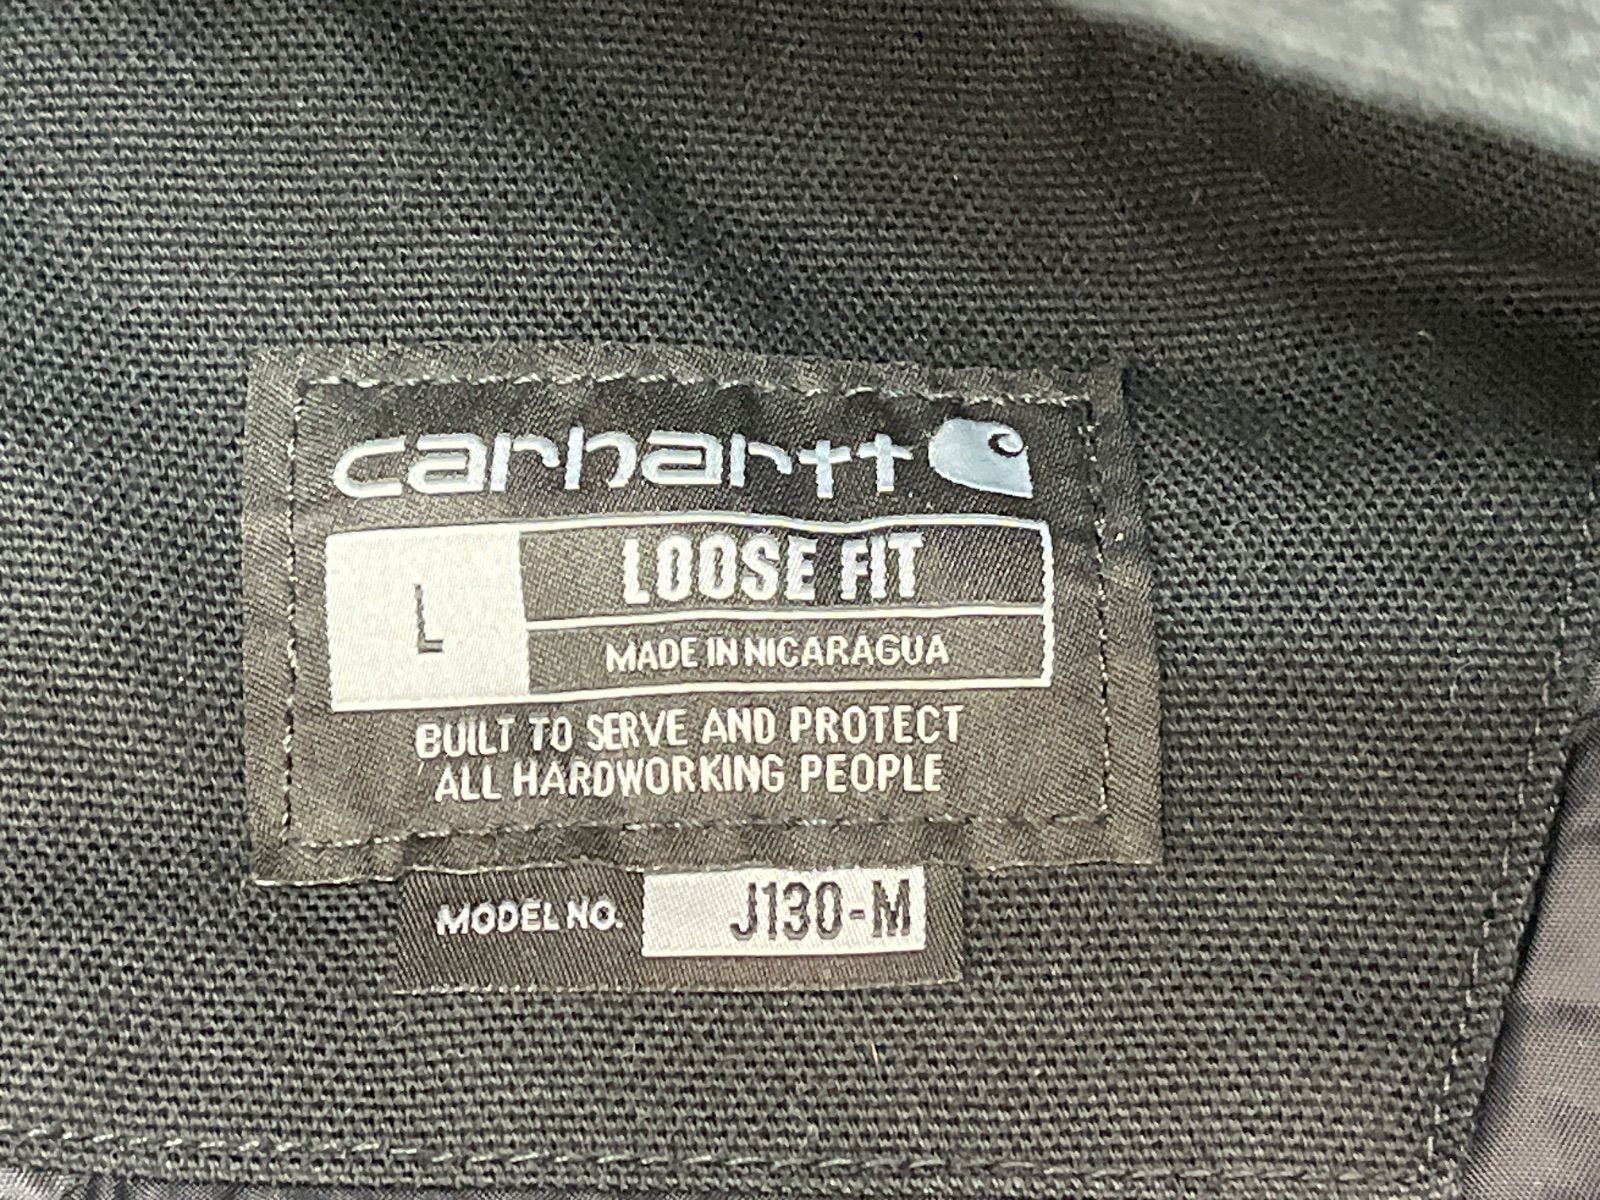 carhartt
L
LOOSE FIT
MADE IN NICARAGUA
BUILT TO SERVE AND PROTECT
ALL HARDWORKING PEOPLE
MODEL NO. J130-M